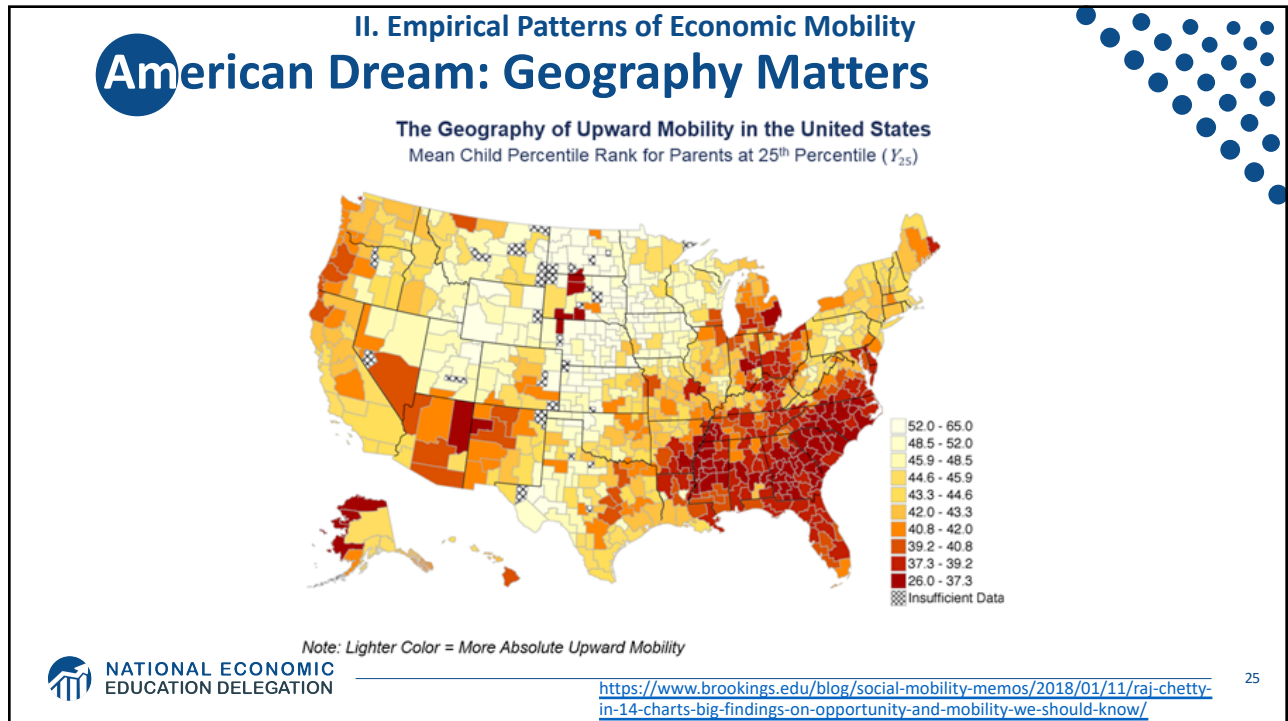 II. Empirical Patterns of Economic Mobility
American Dream: Geography Matters
The Geography of Upward Mobility in the United States
Mean Child Percentile Rank for Parents at 25th Percentile (Y25)
52.0 - 65.0
48.5 - 52.0
45.9 - 48.5
44.6 - 45.9
43.3 - 44.6
42.0 - 43.3
40.8 - 42.0
39.2 - 40.8
37.3 - 39.2
26.0 - 37.3
Insufficient Data
Note: Lighter Color = More Absolute Upward Mobility
NATIONAL ECONOMIC
EDUCATION DELEGATION
https://www.brookings.edu/blog/social-mobility-memos/2018/01/11/raj-chetty-
in-14-charts-big-findings-on-opportunity-and-mobility-we-should-know/
25